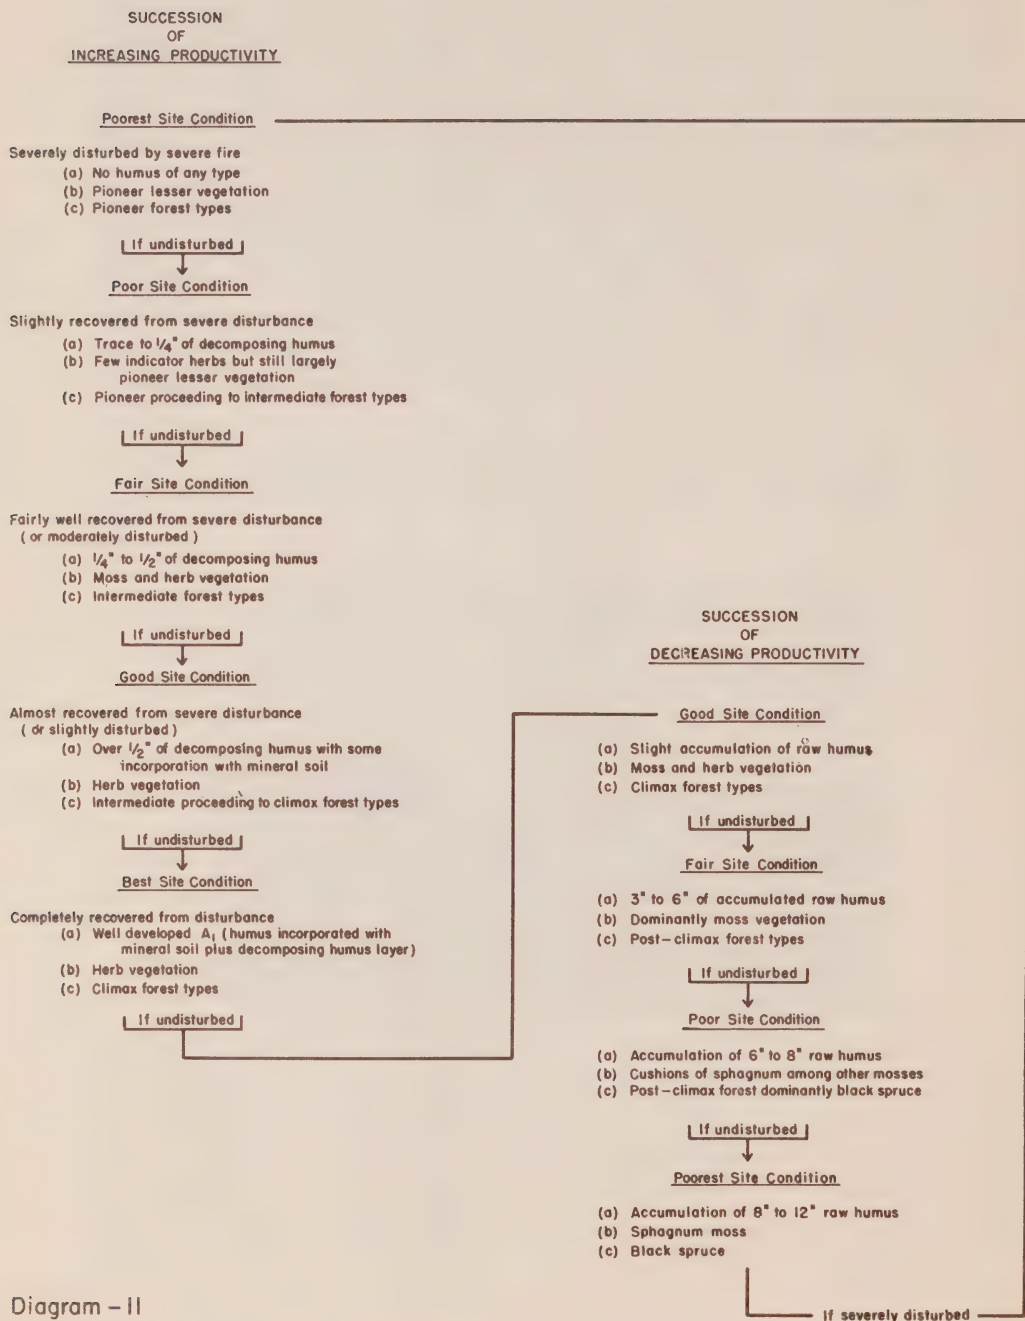 SUCCESSION
OF
INCREASING PRODUCTIVITY
Poorest Site Condition
Severely disturbed by severe fire
(a) No humus of any type
(b) Pioneer lesser vegetation
(c) Pioneer forest types
If undisturbed
Poor Site Condition
Slightly recovered from severe disturbance
(a) Trace to 1/4" of decomposing humus
(b) Few indicator herbs but still largely
pioneer lesser vegetation
(c) Pioneer proceeding to intermediate forest types
If undisturbed
Fair Site Condition
Fairly well recovered from severe disturbance
( or moderately disturbed )
(a) 1/4" to 1/2" of decomposing humus
(b) Moss and herb vegetation
(c) Intermediate forest types
If undisturbed
Good Site Condition
Almost recovered from severe disturbance
( or slightly disturbed )
(a) Over 1/2" of decomposing humus with some
incorporation with mineral soil
(b) Herb vegetation
(c) Intermediate proceeding to climax forest types
If undisturbed
Best Site Condition
Completely recovered from disturbance
(a) Well developed A₁ (humus incorporated with
mineral soil plus decomposing humus layer)
(b) Herb vegetation
(c) Climax forest types
If undisturbed
SUCCESSION
OF
DECREASING PRODUCTIVITY
Good Site Condition
(a) Slight accumulation of raw humus
(b) Moss and herb vegetation
(c) Climax forest types
If undisturbed
Fair Site Condition
(a) 3" to 6" of accumulated raw humus
(b) Dominantly moss vegetation
(c) Post-climax forest types
If undisturbed
Poor Site Condition
(a) Accumulation of 6" to 8" raw humus
(b) Cushions of sphagnum among other mosses
(c) Post-climax forest dominantly black spruce
If undisturbed
Poorest Site Condition
(a) Accumulation of 8" to 12" raw humus
(b) Sphagnum moss
(c) Black spruce
If severely disturbed
Diagram - II